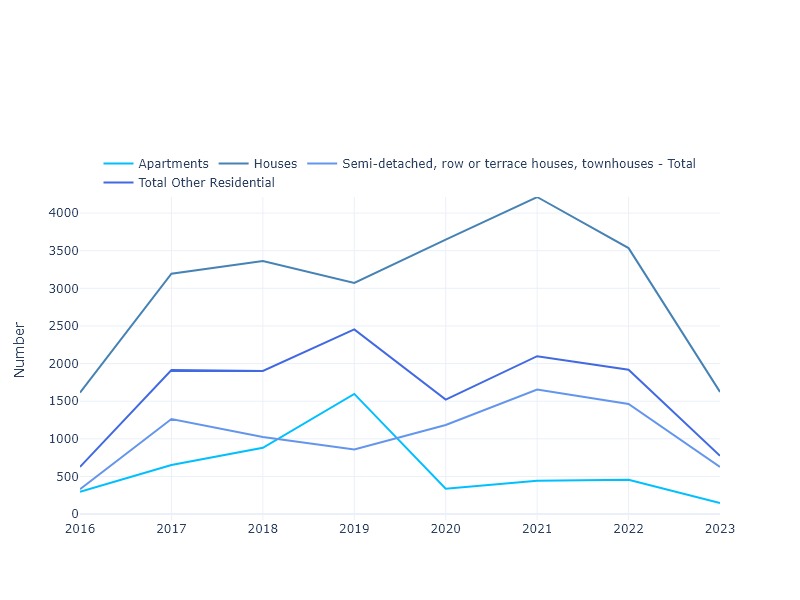 Apartments Houses Semi-detached, row or terrace houses, townhouses - Total
Total Other Residential
4000
3500
3000
2500
2000
1500
1000
500
0
Number
2016 2017 2018 2019 2020 2021 2022 2023